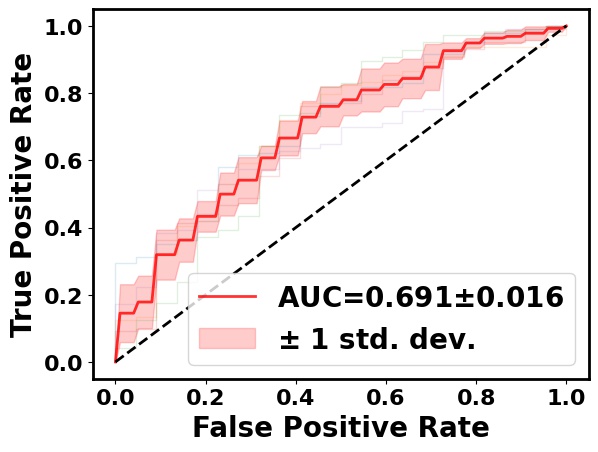 1.0
0.8
0.6
0.4
0.2
0.0
True Positive Rate
AUC=0.691±0.016
± 1 std. dev.
0.0 0.2 0.4 0.6 0.8 1.0
False Positive Rate